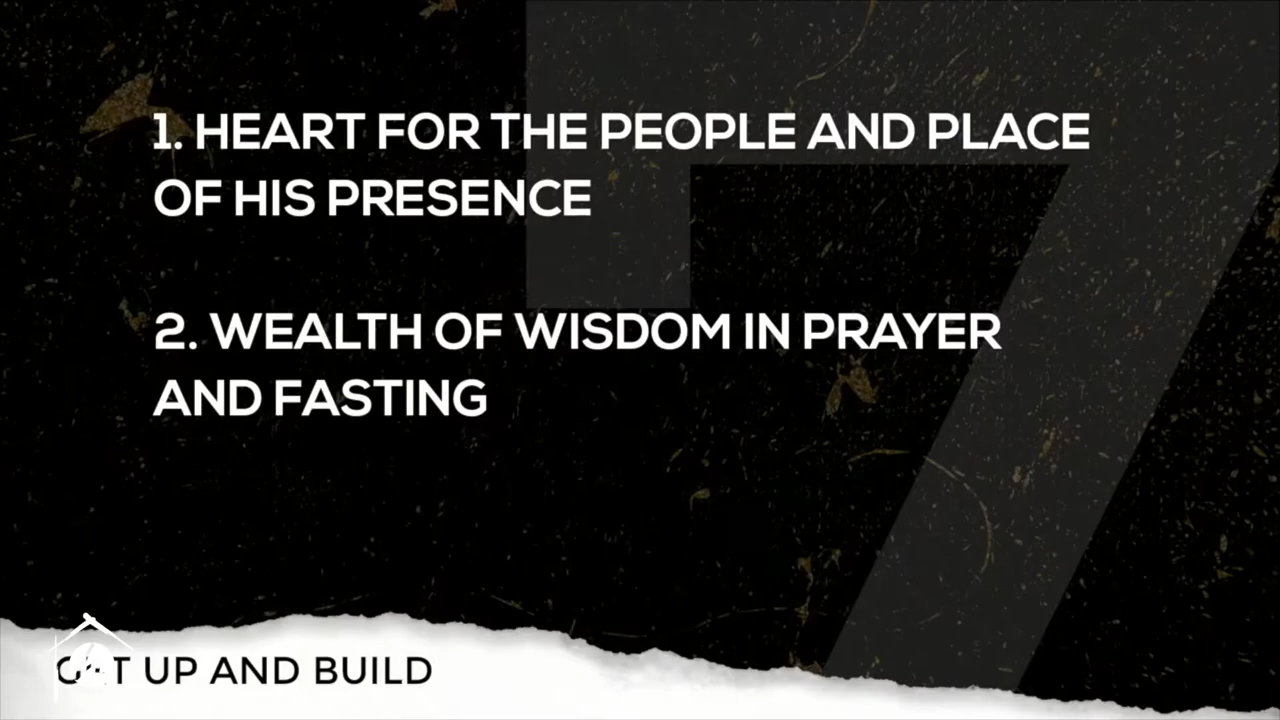 1. HEART FOR THE PEOPLE AND PLACE
OF HIS PRESENCE
2. WEALTH OF WISDOM IN PRAYER
AND FASTING
UP AND BUILD